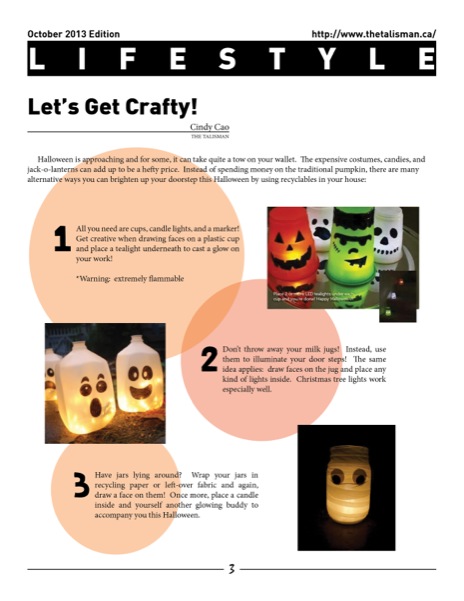 October 2013 Edition
http://www.thetalisman.ca/
LIFESTYLE
Let's Get Crafty!
Cindy Cao
THE TALISMAN
Halloween is approaching and for some, it can take quite a tow on your wallet. The expensive costumes, candies, and
jack-o-lanterns can add up to be a hefty price. Instead of spending money on the traditional pumpkin, there are many
alternative ways you can brighten up your doorstep this Halloween by using recyclables in your house:
1
All you need are cups, candle lights, and a marker!
Get creative when drawing faces on a plastic cup
and place a tealight underneath to cast a glow on
your work!
*Warning: extremely flammable
2
Don't throw away your milk jugs! Instead, use
them to illuminate your door steps! The same
idea applies: draw faces on the jug and place any
kind of lights inside. Christmas tree lights work
especially well.
3
Have jars lying around? Wrap your jars in
recycling paper or left-over fabric and again,
draw a face on them! Once more, place a candle
inside and yourself another glowing buddy to
accompany you this Halloween.
3